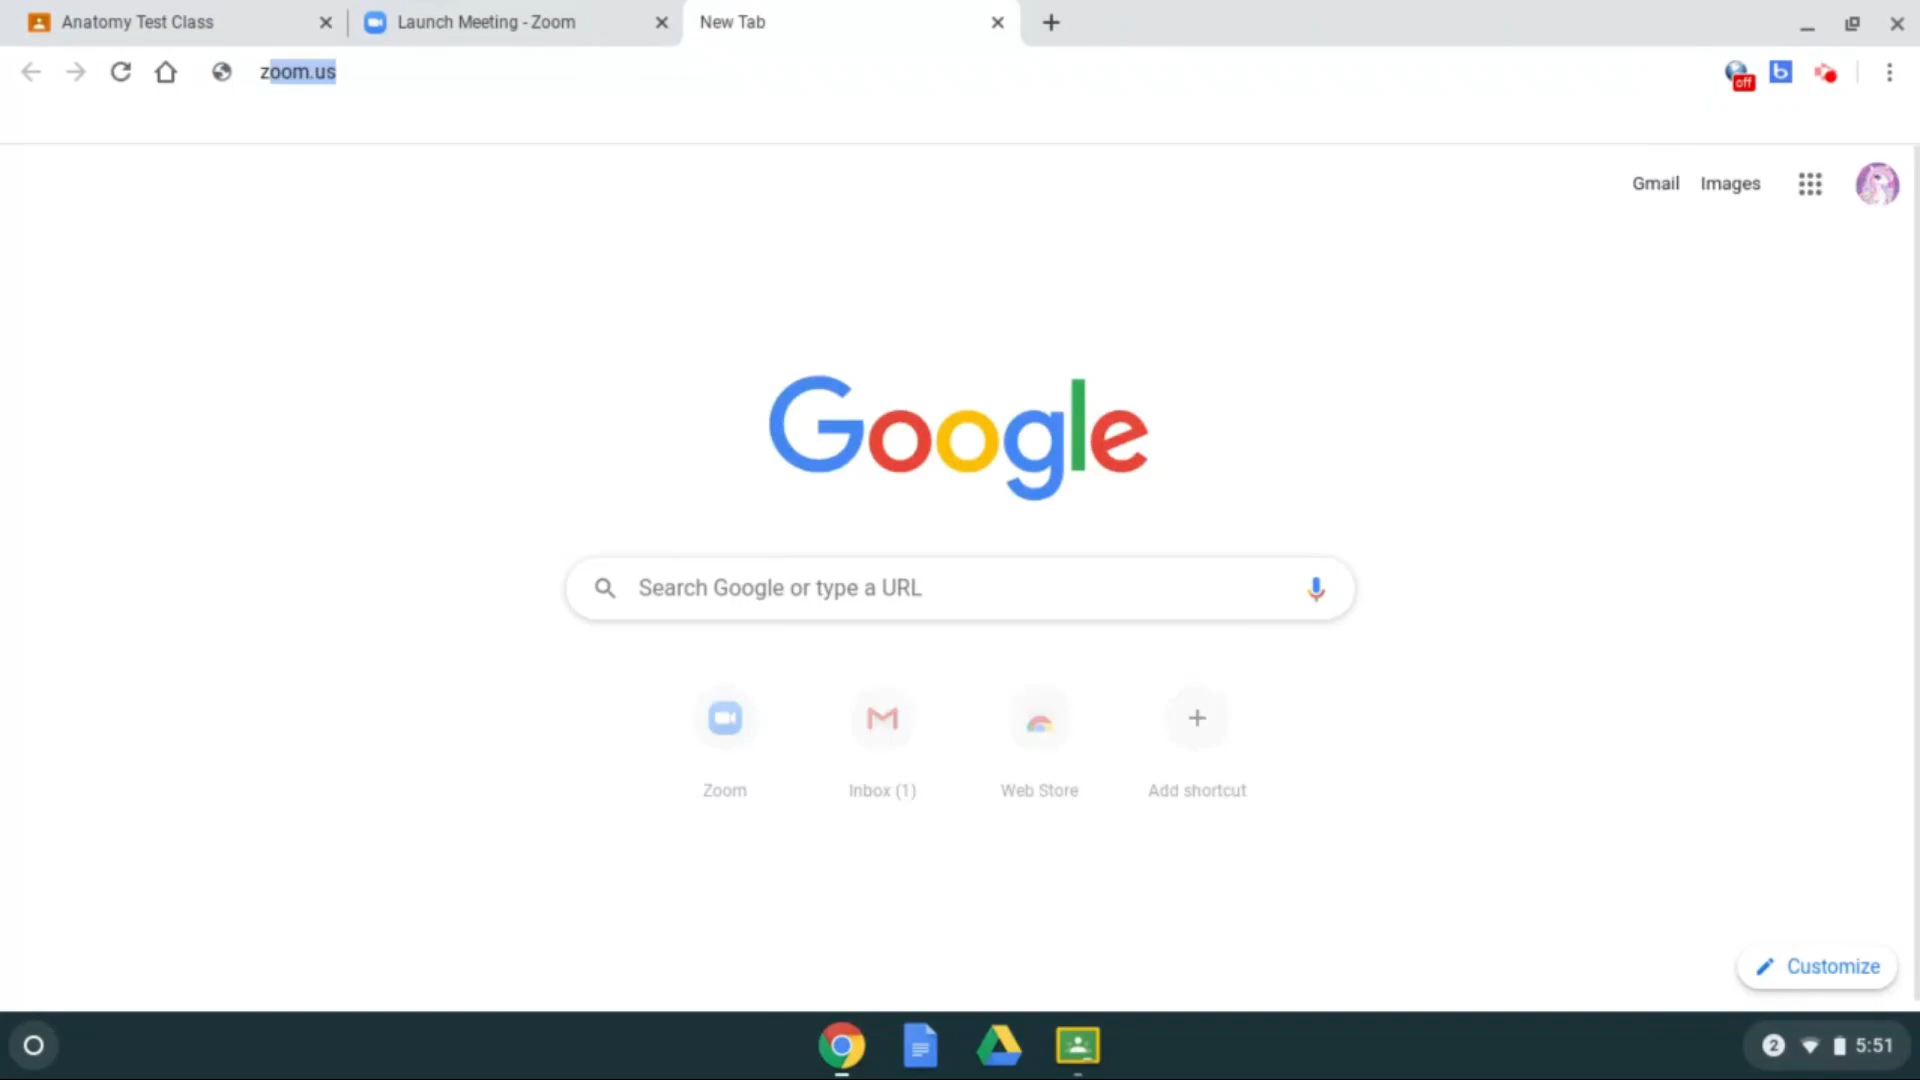 Anatomy Test Class
Launch Meeting - Zoom
New Tab
zoom.us
off
b
Gmail
Images
Google
Search Google or type a URL
Zoom
Inbox (1)
Web Store
Add shortcut
Customize
2
5:51